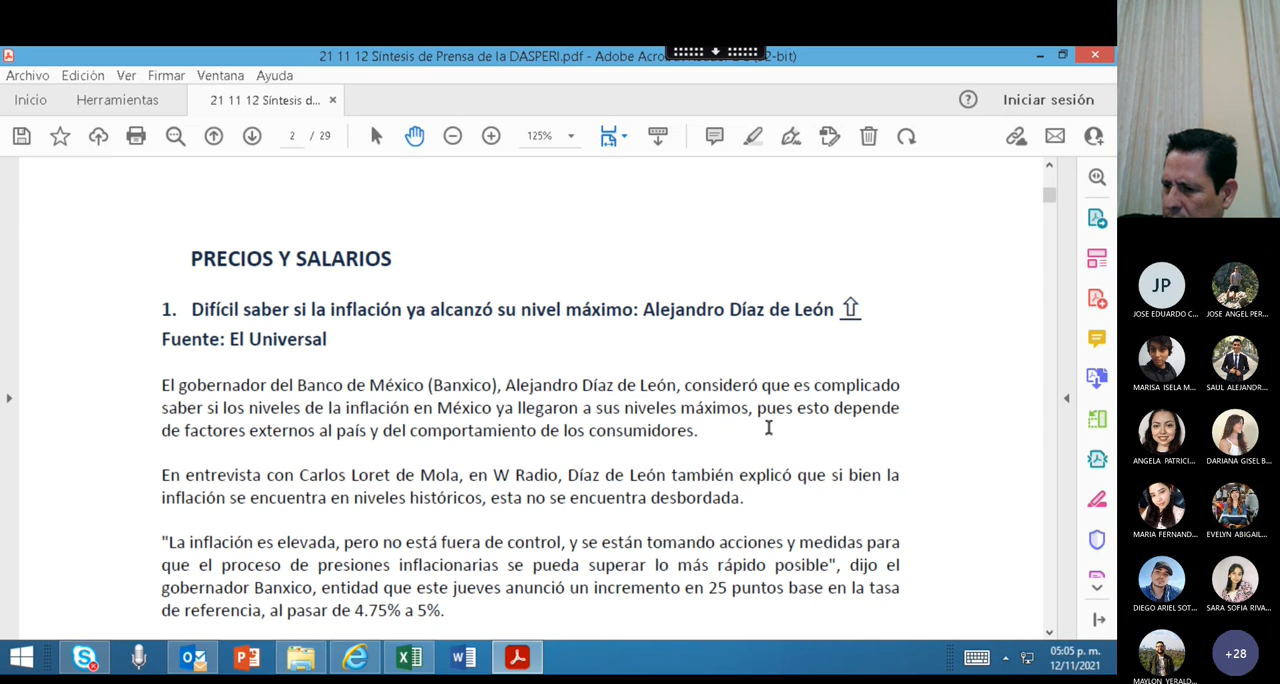 21 11 12 Síntesis de Prensa de la DASPERI.pdf - Adobe Acro
2-bit)
Archivo Edición Ver Firmar Ventana Ayuda
Inicio Herramientas 21 11 12 Síntesis d... × Iniciar sesión
2 / 29 125%
PRECIOS Y SALARIOS
1. Difícil saber si la inflación ya alcanzó su nivel máximo: Alejandro Díaz de León
Fuente: El Universal
El gobernador del Banco de México (Banxico), Alejandro Díaz de León, consideró que es complicado
saber si los niveles de la inflación en México ya llegaron a sus niveles máximos, pues esto depende
de factores externos al país y del comportamiento de los consumidores.
En entrevista con Carlos Loret de Mola, en W Radio, Díaz de León también explicó que si bien la
inflación se encuentra en niveles históricos, esta no se encuentra desbordada.
"La inflación es elevada, pero no está fuera de control, y se están tomando acciones y medidas para
que el proceso de presiones inflacionarias se pueda superar lo más rápido posible", dijo el
gobernador Banxico, entidad que este jueves anunció un incremento en 25 puntos base en la tasa
de referencia, al pasar de 4.75% a 5%.
05:05 p. m.
12/11/2021
JP
JOSE EDUARDO C... JOSE ANGEL PER...
MARISA ISELA M... SAUL ALEJANDR...
ANGELA PATRICI... DARIANA GISEL B...
MARIA FERNAND... EVELYN ABIGAIL...
DIEGO ARIEL SOT... SARA SOFIA RIVA...
+28
MAYLON YERALD...